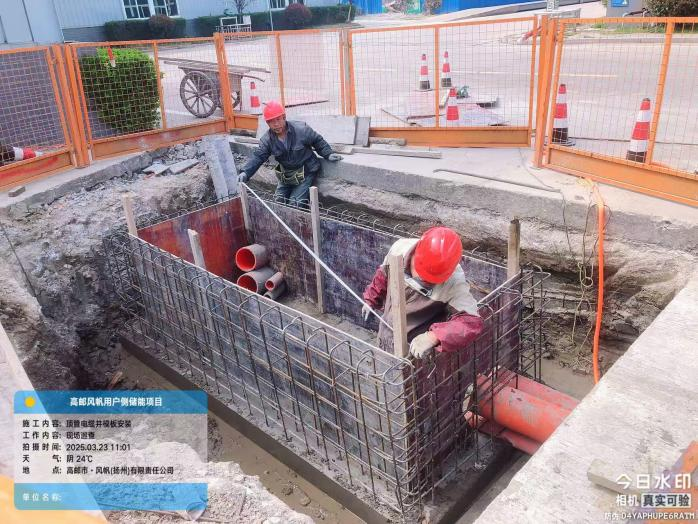 高邮风帆用户侧储能项目
施工内容：顶管电缆井模板安装
工作内容：现场巡查
拍摄时间：2025.03.23 11:01
天气：阴 24℃
地点：高邮市·风帆(扬州)有限责任公司
单位名称：
今日水印
相机 真实可验
防伪 04YAPHUPE6RATM